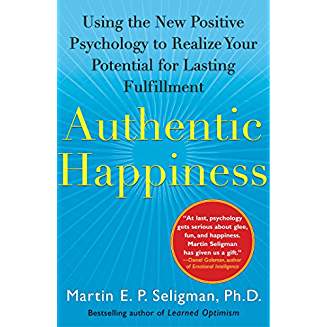 Using the New Positive
Psychology to Realize Your
Potential for Lasting
Fulfillment
Authentic
Happiness
"At last, psychology
gets serious about glee,
fun, and happiness.
Martin Seligman
has given us a gift."
—Daniel Goleman, author
of Emotional Intelligence
Martin E. P. Seligman, Ph.D.
Bestselling author of Learned Optimism